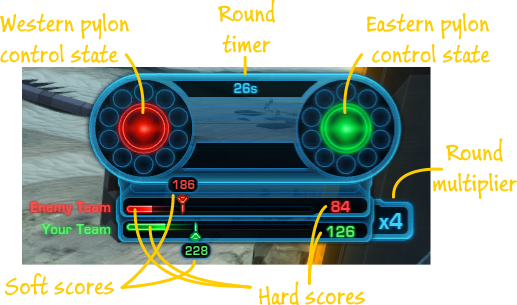 Western pylon
control state
Round
timer
Eastern pylon
control state
26s
Round
multiplier
186
Enemy Team
84
x4
Your Team
126
228
Soft scores
Hard scores